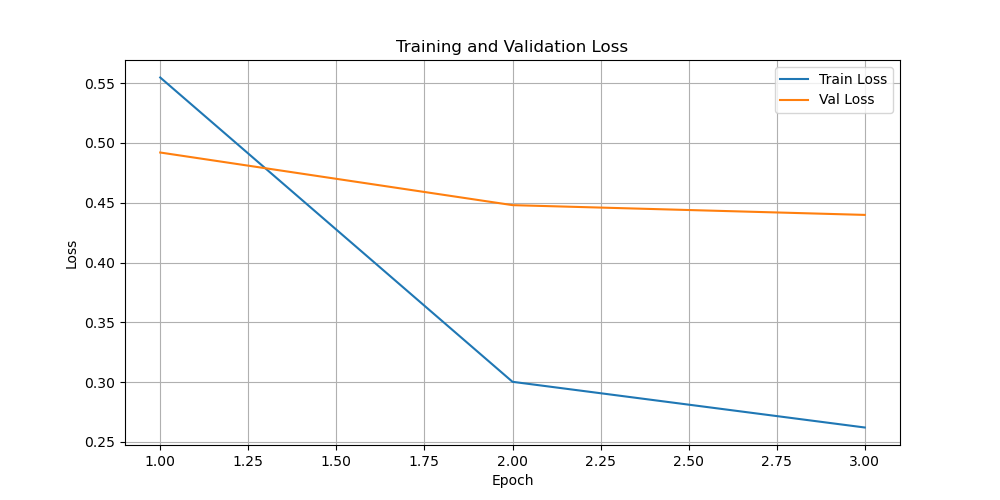 Training and Validation Loss
Train Loss
Val Loss
0.55
0.50
0.45
0.40
0.35
0.30
0.25
Loss
1.00 1.25 1.50 1.75 2.00 2.25 2.50 2.75 3.00
Epoch